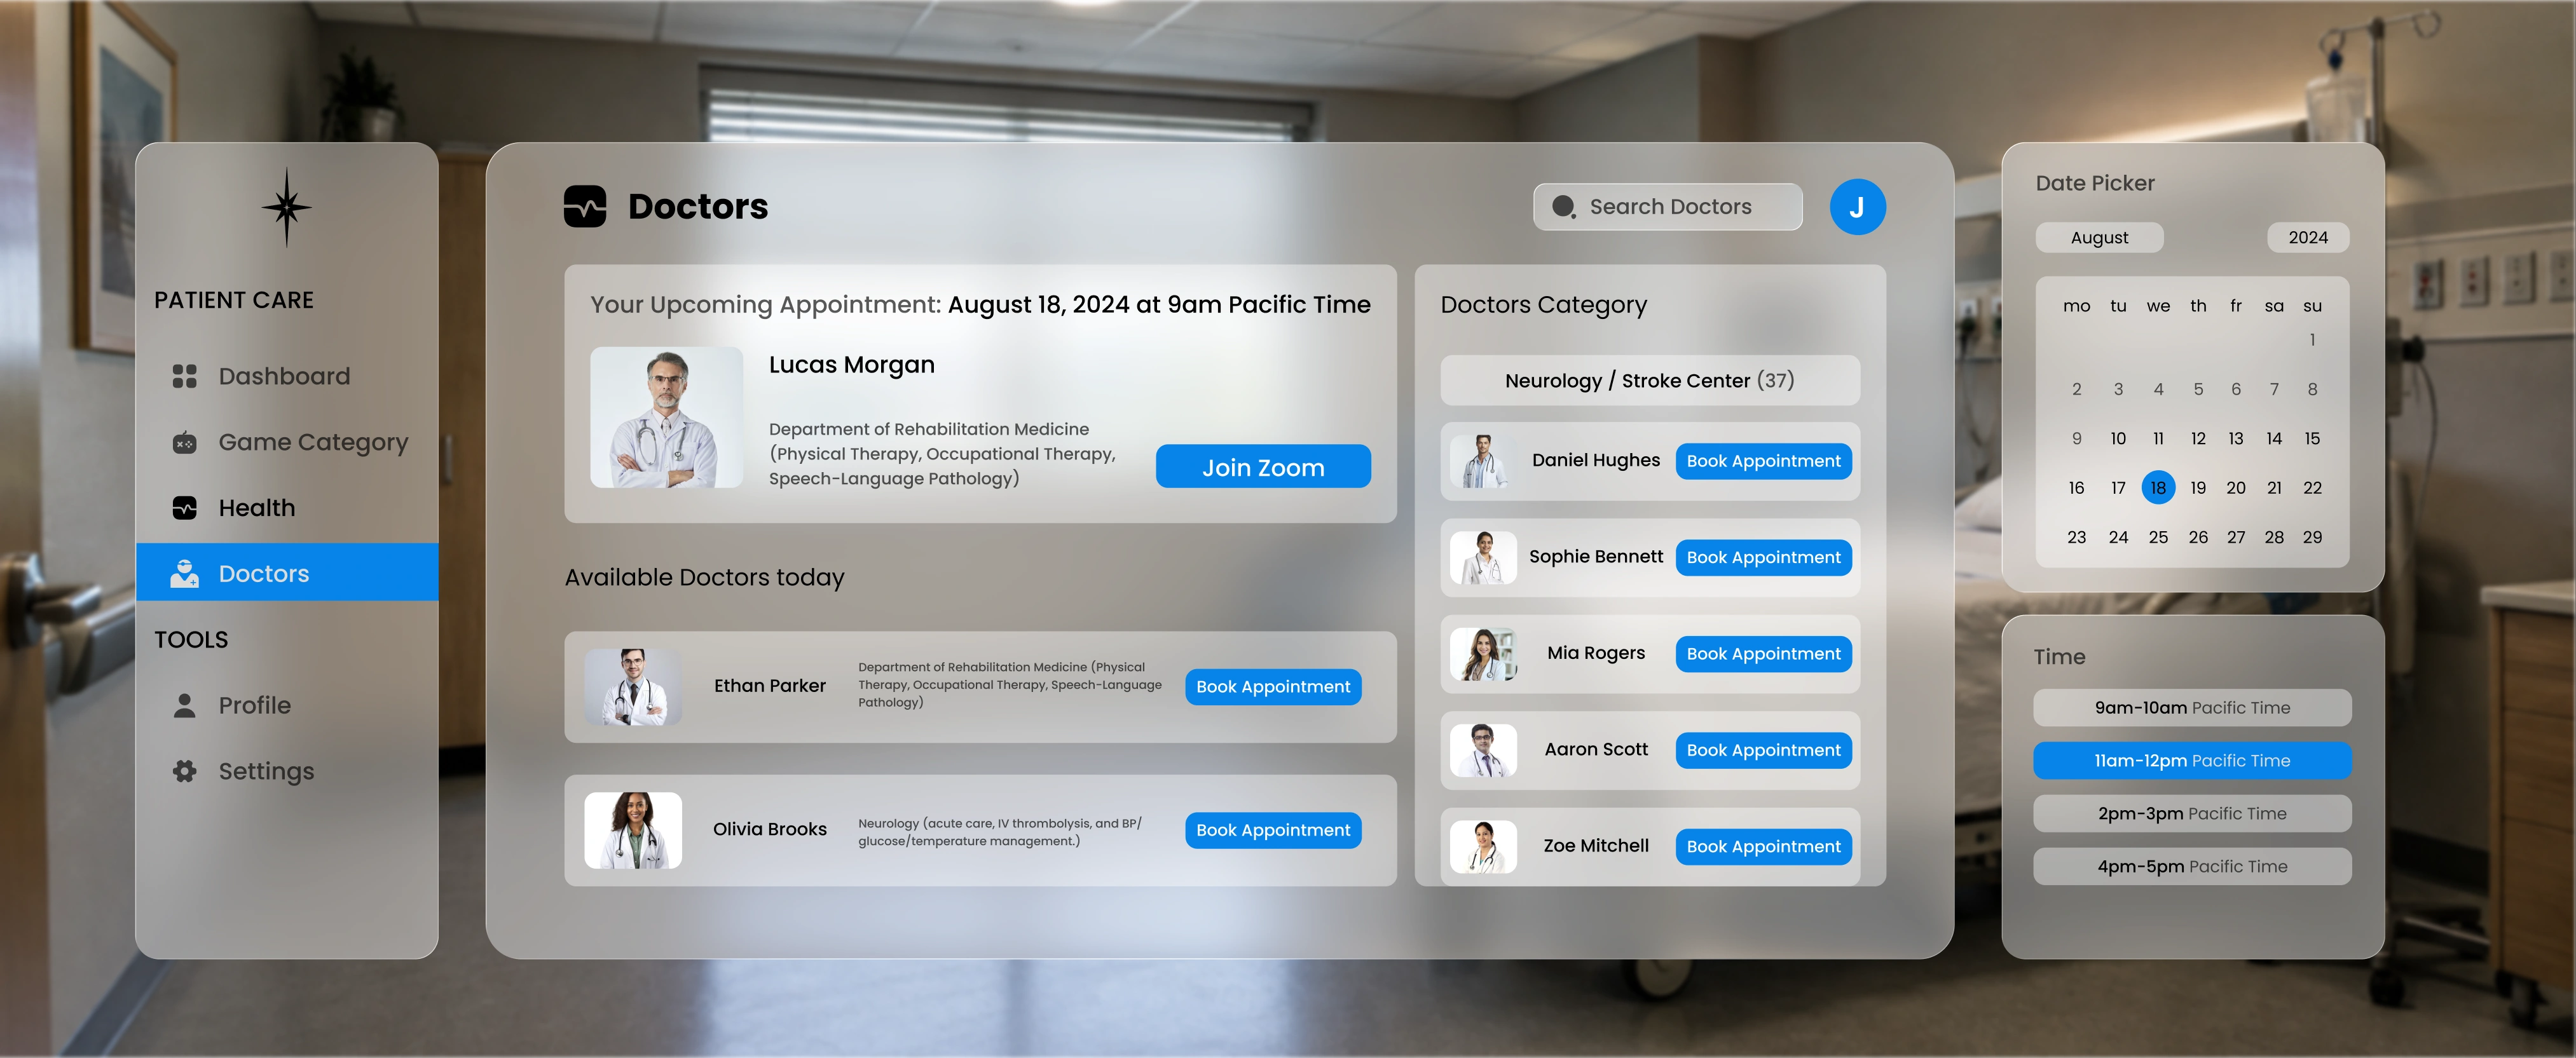 PATIENT CARE
Dashboard
Game Category
Health
Doctors
TOOLS
Profile
Settings
Doctors
Search Doctors
J
Your Upcoming Appointment: August 18, 2024 at 9am Pacific Time
Lucas Morgan
Department of Rehabilitation Medicine
(Physical Therapy, Occupational Therapy,
Speech-Language Pathology)
Join Zoom
Available Doctors today
Ethan Parker
Department of Rehabilitation Medicine (Physical
Therapy, Occupational Therapy, Speech-Language
Pathology)
Book Appointment
Olivia Brooks
Neurology (acute care, IV thrombolysis, and BP/
glucose/temperature management.)
Book Appointment
Doctors Category
Neurology / Stroke Center (37)
Daniel Hughes Book Appointment
Sophie Bennett Book Appointment
Mia Rogers Book Appointment
Aaron Scott Book Appointment
Zoe Mitchell Book Appointment
Date Picker
August 2024
mo tu we th fr sa su
1
2 3 4 5 6 7 8
9 10 11 12 13 14 15
16 17 18 19 20 21 22
23 24 25 26 27 28 29
Time
9am-10am Pacific Time
11am-12pm Pacific Time
2pm-3pm Pacific Time
4pm-5pm Pacific Time